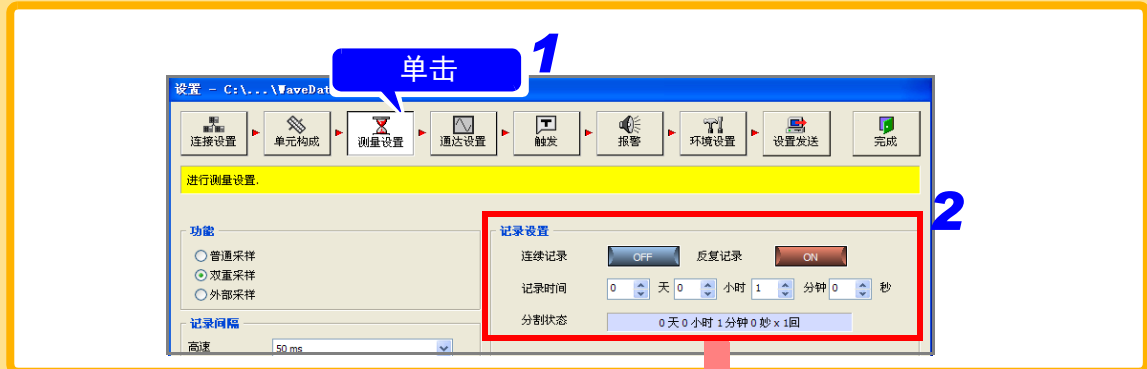 1
单击
设置 - C:\...\WaveDat
连接设置 单元构成 测量设置 通达设置 触发 报警 环境设置 设置发送 完成
进行测量设置.
2
功能
普通采样
双重采样
外部采样
记录间隔
高速 50 ms
记录设置
连续记录 OFF 反复记录 ON
记录时间 0 天 0 小时 1 分钟 0 秒
分割状态 0 天 0 小时 1 分钟 0 妙 x 1回